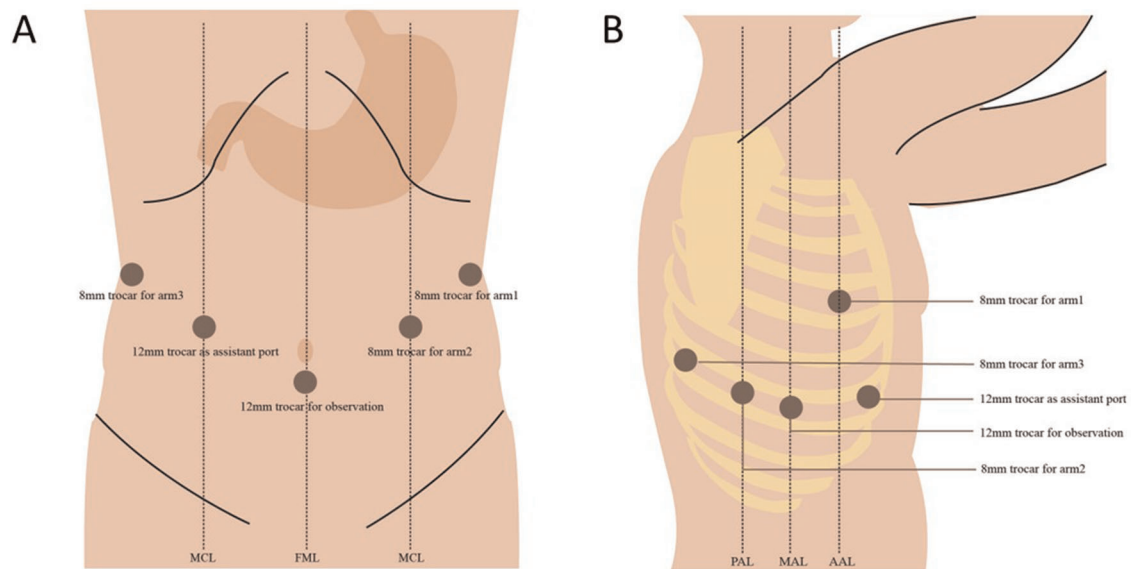 A
8mm trocar for arm3
8mm trocar for arm1
12mm trocar as assistant port
8mm trocar for arm2
12mm trocar for observation
MCL
FML
MCL
B
8mm trocar for arm1
8mm trocar for arm3
12mm trocar as assistant port
12mm trocar for observation
8mm trocar for arm2
PAL
MAL
AAL